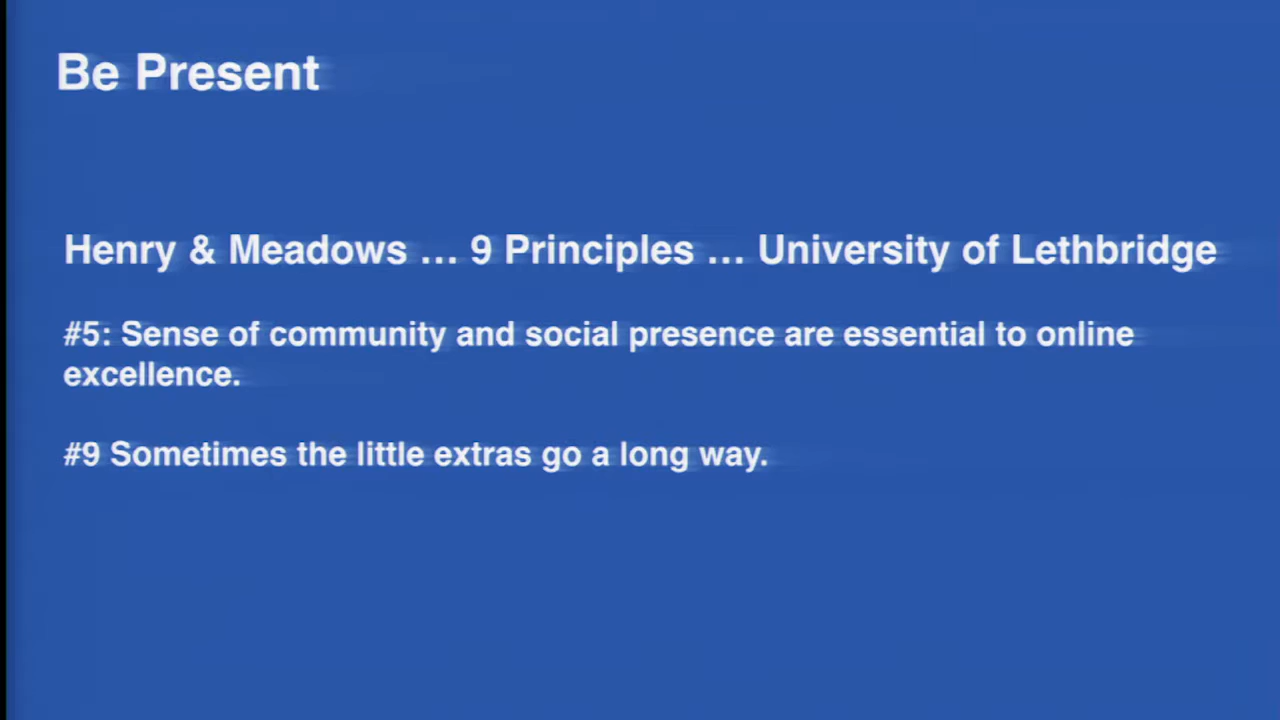 Be Present
Henry & Meadows ... 9 Principles ... University of Lethbridge
#5: Sense of community and social presence are essential to online
excellence.
#9 Sometimes the little extras go a long way.